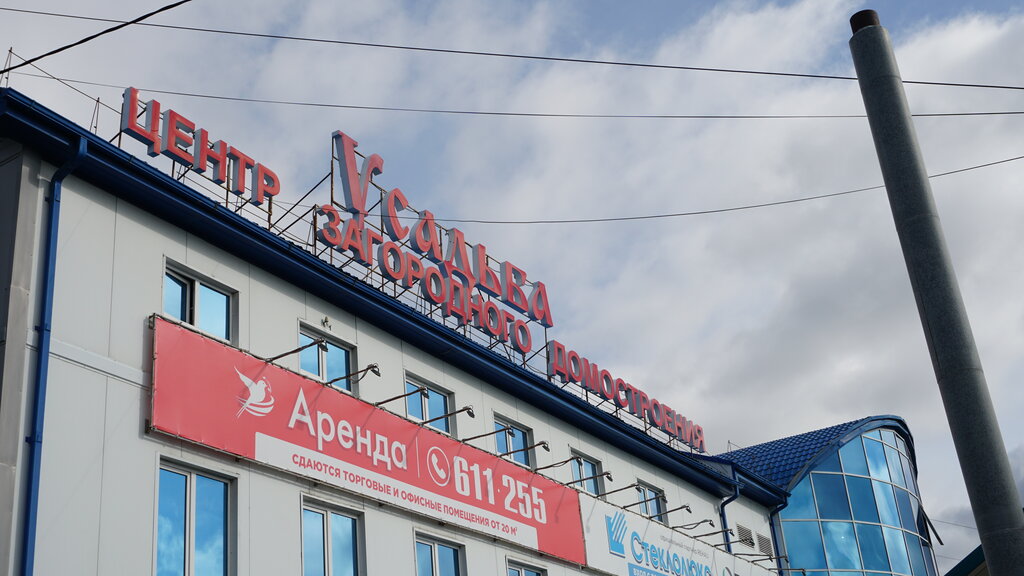 ЦЕНТР
Усадьба
ЗАГОРОДНОГО ДОМОСТРОЕНИЯ
Аренда
611-255
СДАЮТСЯ ТОРГОВЫЕ И ОФИСНЫЕ ПОМЕЩЕНИЯ ОТ 20 М²
Стеклолюкс